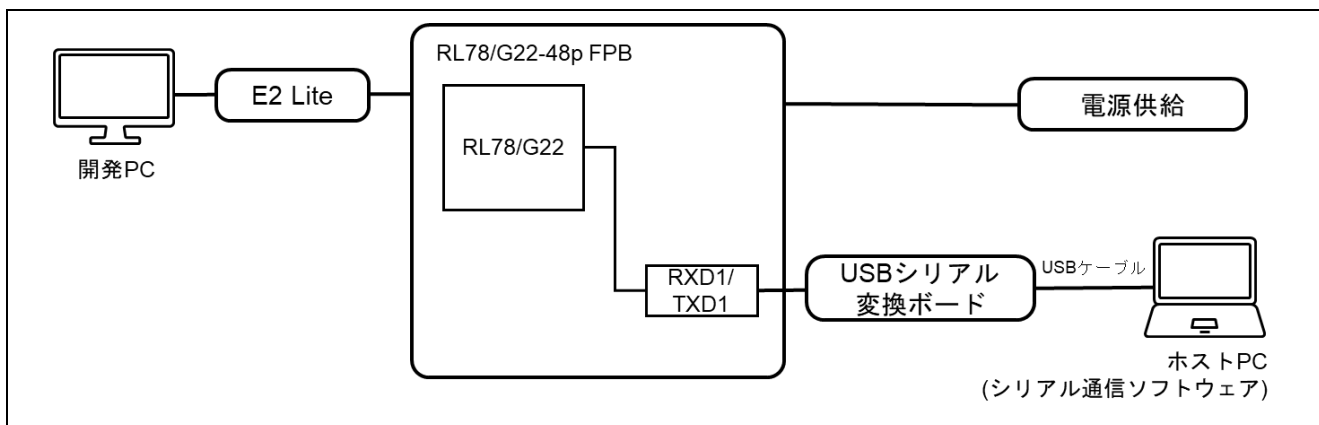 RL78/G22-48p FPB
E2 Lite
開発PC
RL78/G22
電源供給
RXD1/
TXD1
USBシリアル
変換ボード
USBケーブル
ホストPC
(シリアル通信ソフトウェア)